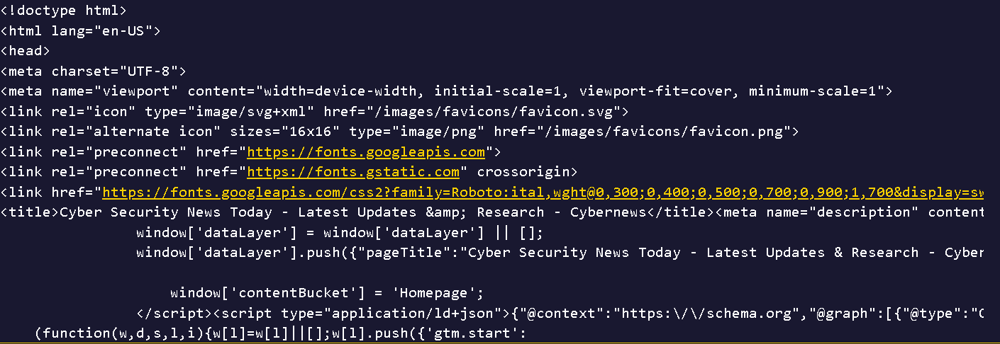 <!doctype html>
<html lang="en-US">
<head>
<meta charset="UTF-8">
<meta name="viewport" content="width=device-width, initial-scale=1, viewport-fit=cover, minimum-scale=1">
<link rel="icon" type="image/svg+xml" href="/images/favicons/favicon.svg">
<link rel="alternate icon" sizes="16x16" type="image/png" href="/images/favicons/favicon.png">
<link rel="preconnect" href="https://fonts.googleapis.com">
<link rel="preconnect" href="https://fonts.gstatic.com" crossorigin>
<link href="https://fonts.googleapis.com/css2?family=Roboto:ital,wght@0,300;0,400;0,500;0,700;0,900;1,700&display=sw
<title>Cyber Security News Today - Latest Updates &amp; Research - Cybernews</title><meta name="description" content
window['dataLayer'] = window['dataLayer'] || [];
window['dataLayer'].push({"pageTitle":"Cyber Security News Today - Latest Updates & Research - Cyber
window['contentBucket'] = 'Homepage';
</script><script type="application/ld+json">{"@context":"https:\/\/schema.org","@graph":[{"@type":"C
(function(w,d,s,l,i){w[l]=w[l]||[];w[l].push({'gtm.start':